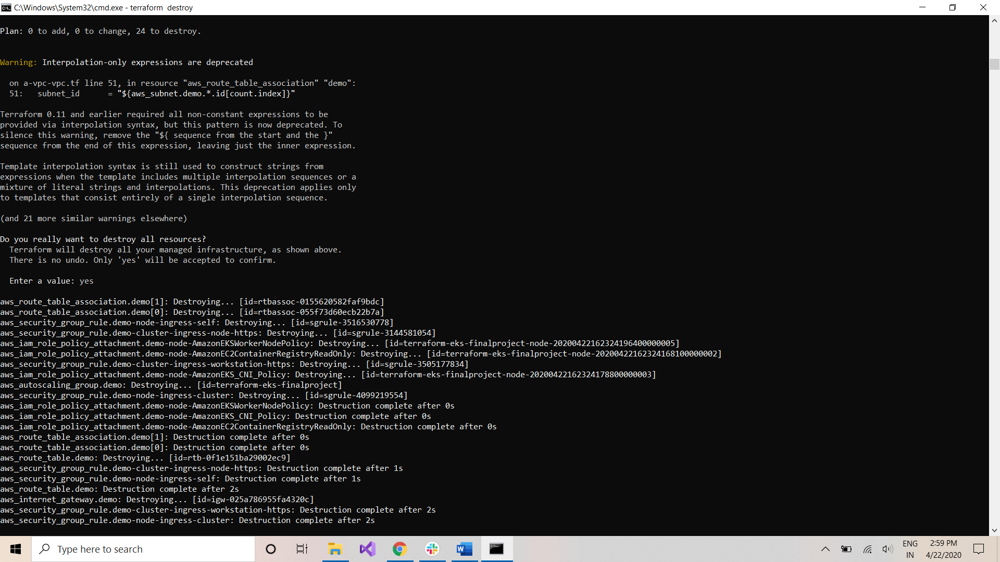 C:\Windows\System32\cmd.exe - terraform  destroy
Plan: 0 to add, 0 to change, 24 to destroy.
Warning: Interpolation-only expressions are deprecated
  on a-vpc-vpc.tf line 51, in resource "aws_route_table_association" "demo":
  51:   subnet_id      = "${aws_subnet.demo.*.id[count.index]}"
Terraform 0.11 and earlier required all non-constant expressions to be
provided via interpolation syntax, but this pattern is now deprecated. To
silence this warning, remove the "${ sequence from the start and the }"
sequence from the end of this expression, leaving just the inner expression.
Template interpolation syntax is still used to construct strings from
expressions when the template includes multiple interpolation sequences or a
mixture of literal strings and interpolations. This deprecation applies only
to templates that consist entirely of a single interpolation sequence.
(and 21 more similar warnings elsewhere)
Do you really want to destroy all resources?
  Terraform will destroy all your managed infrastructure, as shown above.
  There is no undo. Only 'yes' will be accepted to confirm.
  Enter a value: yes
aws_route_table_association.demo[1]: Destroying... [id=rtbassoc-0155620582faf9bdc]
aws_route_table_association.demo[0]: Destroying... [id=rtbassoc-055f73d60ecb22b7a]
aws_security_group_rule.demo-node-ingress-self: Destroying... [id=sgrule-3516530778]
aws_security_group_rule.demo-cluster-ingress-node-https: Destroying... [id=sgrule-3144581054]
aws_iam_role_policy_attachment.demo-node-AmazonEKSWorkerNodePolicy: Destroying... [id=terraform-eks-finalproject-node-20200422162324196400000005]
aws_iam_role_policy_attachment.demo-node-AmazonEC2ContainerRegistryReadOnly: Destroying... [id=terraform-eks-finalproject-node-20200422162324168100000002]
aws_security_group_rule.demo-cluster-ingress-workstation-https: Destroying... [id=sgrule-3505177834]
aws_iam_role_policy_attachment.demo-node-AmazonEKS_CNI_Policy: Destroying... [id=terraform-eks-finalproject-node-20200422162324178800000003]
aws_autoscaling_group.demo: Destroying... [id=terraform-eks-finalproject]
aws_security_group_rule.demo-node-ingress-cluster: Destroying... [id=sgrule-4099219554]
aws_iam_role_policy_attachment.demo-node-AmazonEKSWorkerNodePolicy: Destruction complete after 0s
aws_iam_role_policy_attachment.demo-node-AmazonEKS_CNI_Policy: Destruction complete after 0s
aws_iam_role_policy_attachment.demo-node-AmazonEC2ContainerRegistryReadOnly: Destruction complete after 0s
aws_route_table_association.demo[1]: Destruction complete after 0s
aws_route_table_association.demo[0]: Destruction complete after 0s
aws_route_table.demo: Destroying... [id=rtb-0f1e151ba29002ec9]
aws_security_group_rule.demo-cluster-ingress-node-https: Destruction complete after 1s
aws_security_group_rule.demo-node-ingress-self: Destruction complete after 1s
aws_route_table.demo: Destruction complete after 2s
aws_internet_gateway.demo: Destroying... [id=igw-025a786955fa4320c]
aws_security_group_rule.demo-cluster-ingress-workstation-https: Destruction complete after 2s
aws_security_group_rule.demo-node-ingress-cluster: Destruction complete after 2s
Type here to search
ENG
IN
2:59 PM
4/22/2020